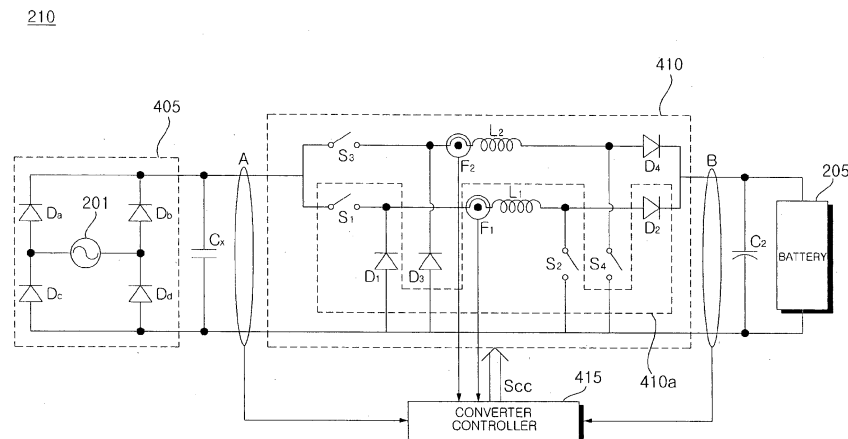 210
405
410
A
B
L2
S3
F2
D4
205
Da
201
Db
L1
S1
F1
D2
Cx
C2
BATTERY
S2
S4
D1
D3
Dc
Dd
410a
Scc
415
CONVERTER
CONTROLLER